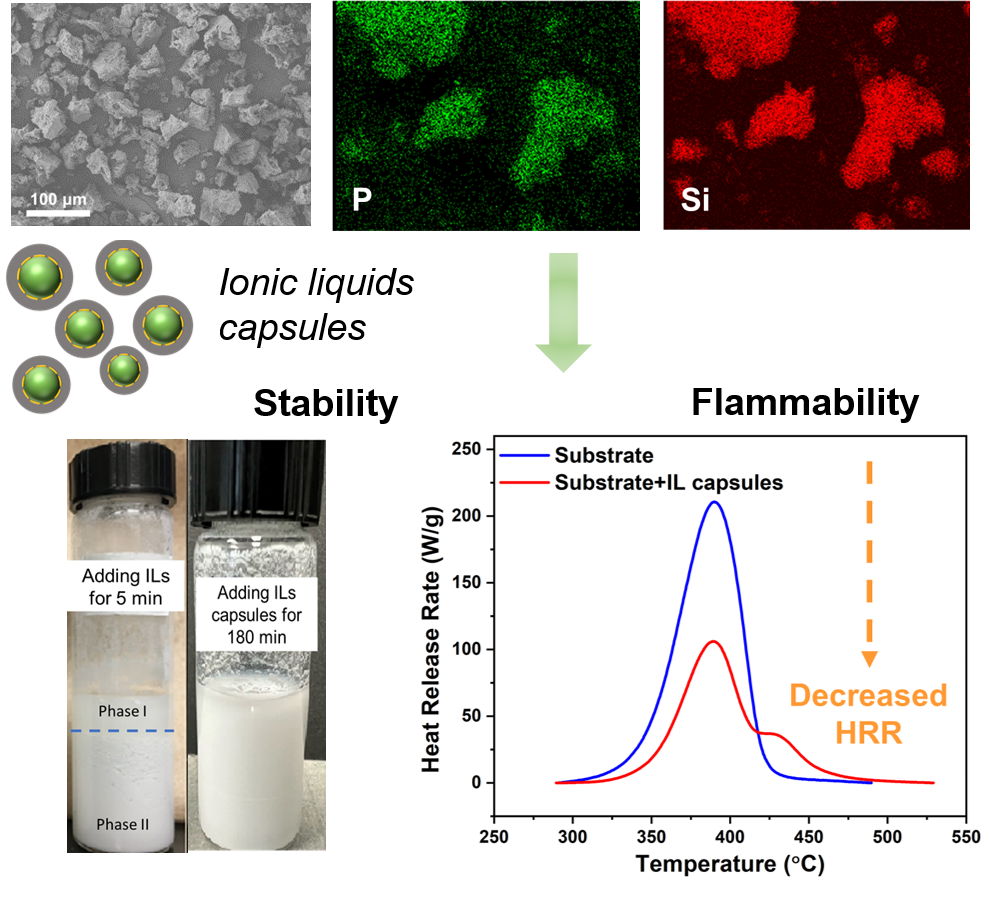 100 µm
P
Si
Ionic liquids
capsules
Stability
Flammability
Adding ILs
for 5 min
Phase I
Phase II
Adding ILs
capsules for
180 min
Substrate
Substrate+IL capsules
Decreased
HRR
Heat Release Rate (W/g)
250
200
150
100
50
0
250
300
350
400
450
500
550
Temperature (°C)